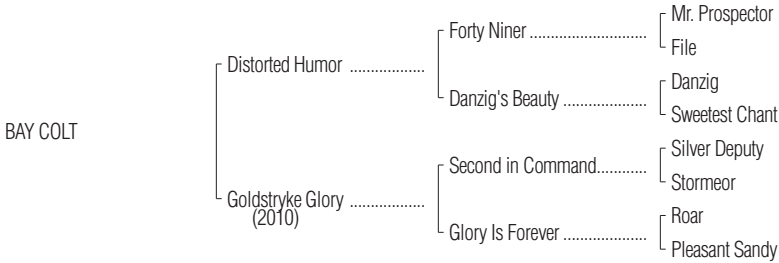 Mr. Prospector
Forty Niner ............................
File
Distorted Humor ..................
Danzig
Danzig's Beauty ....................
Sweetest Chant
BAY COLT
Silver Deputy
Second in Command............
Stormeor
Goldstryke Glory ..................
(2010)
Roar
Glory Is Forever ....................
Pleasant Sandy